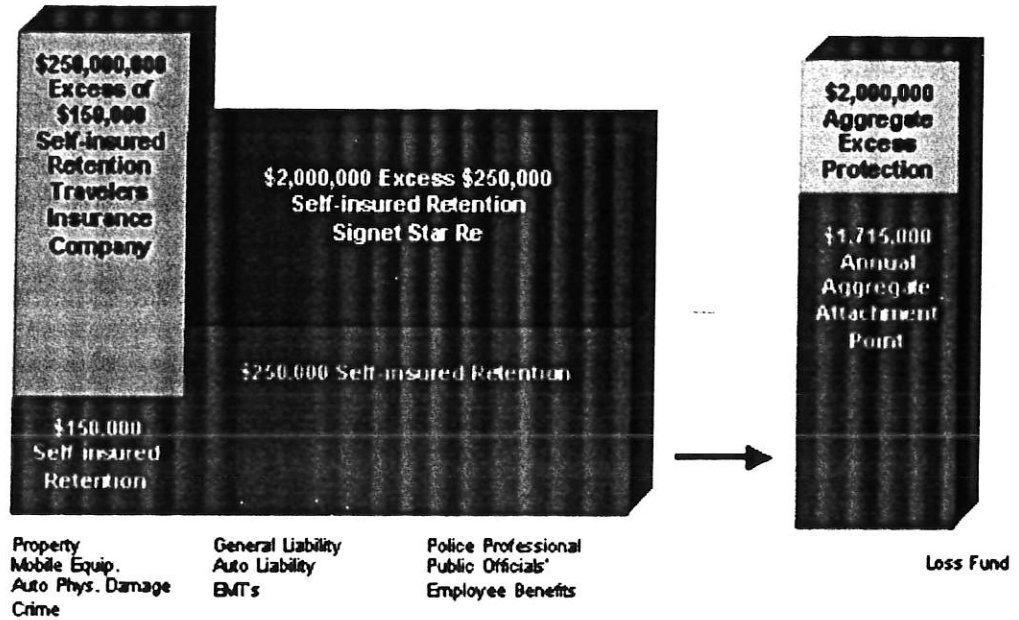 $250,000,000
Excess of
$150,000
Self-insured
Retention
Travelers
Insurance
Company
$150,000
Self insured
Retention
$2,000,000 Excess $250,000
Self-insured Retention
Signet Star Re
$250,000 Self-insured Retention
$2,000,000
Aggregate
Excess
Protection
$1,715,000
Annual
Aggregate
Attachment
Point
Property
Mobile Equip.
Auto Phys. Damage
Crime
General Liability
Auto Liability
EMT's
Police Professional
Public Officials'
Employee Benefits
Loss Fund